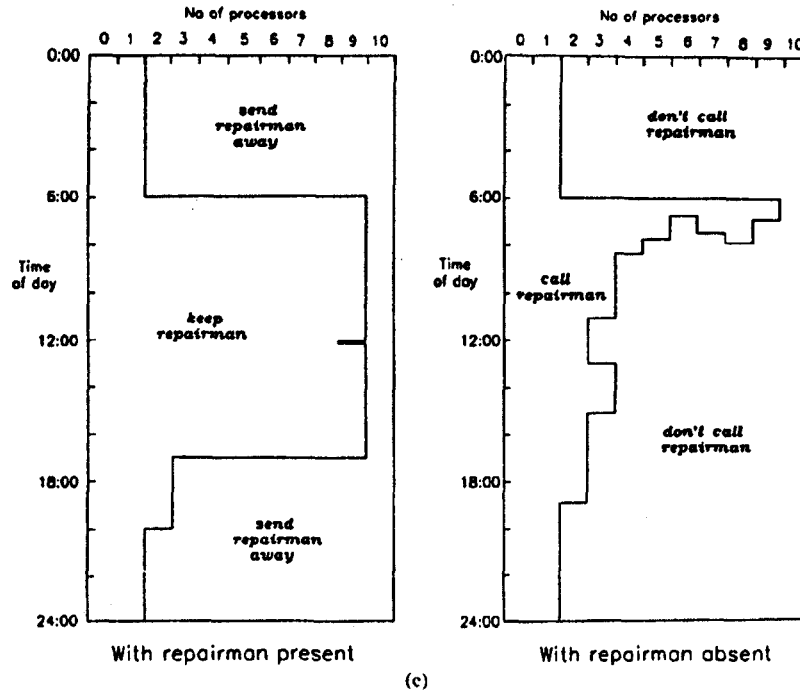 No of processors
0 1 2 3 4 5 6 7 8 9 10
0:00
send
repairman
away
6:00
Time
of day
keep
repairman
12:00
18:00
send
repairman
away
24:00
With repairman present
No of processors
0 1 2 3 4 5 6 7 8 9 10
0:00
don't call
repairman
6:00
Time
of day
call
repairman
12:00
don't call
repairman
18:00
24:00
With repairman absent
(c)